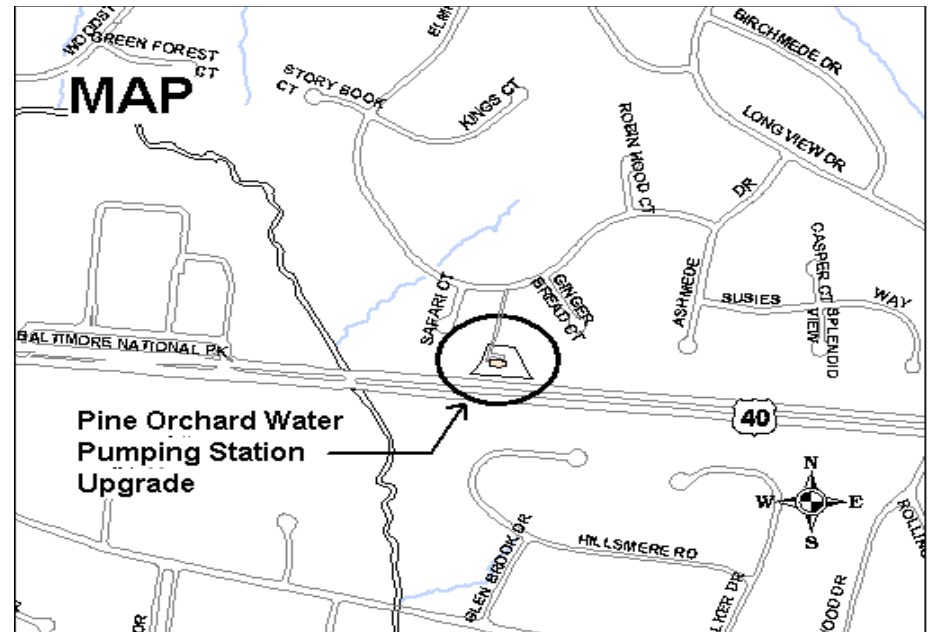 GREEN FOREST
CT
MAP
STORY BOOK
CT
KINGS CT
BIRCHMEDE DR
LONG VIEW DR
ROBIN HOOD CT
DR
ASHMEDE
SUSIES
WAY
CASPER CT
SPLENDID
VIEW
SAFARI CT
GINGER
BREAD CT
BALTIMORE NATIONAL PK
40
Pine Orchard Water
Pumping Station
Upgrade
N
W
E
S
GLEN BROOK DR
HILLSMERE RD
DR